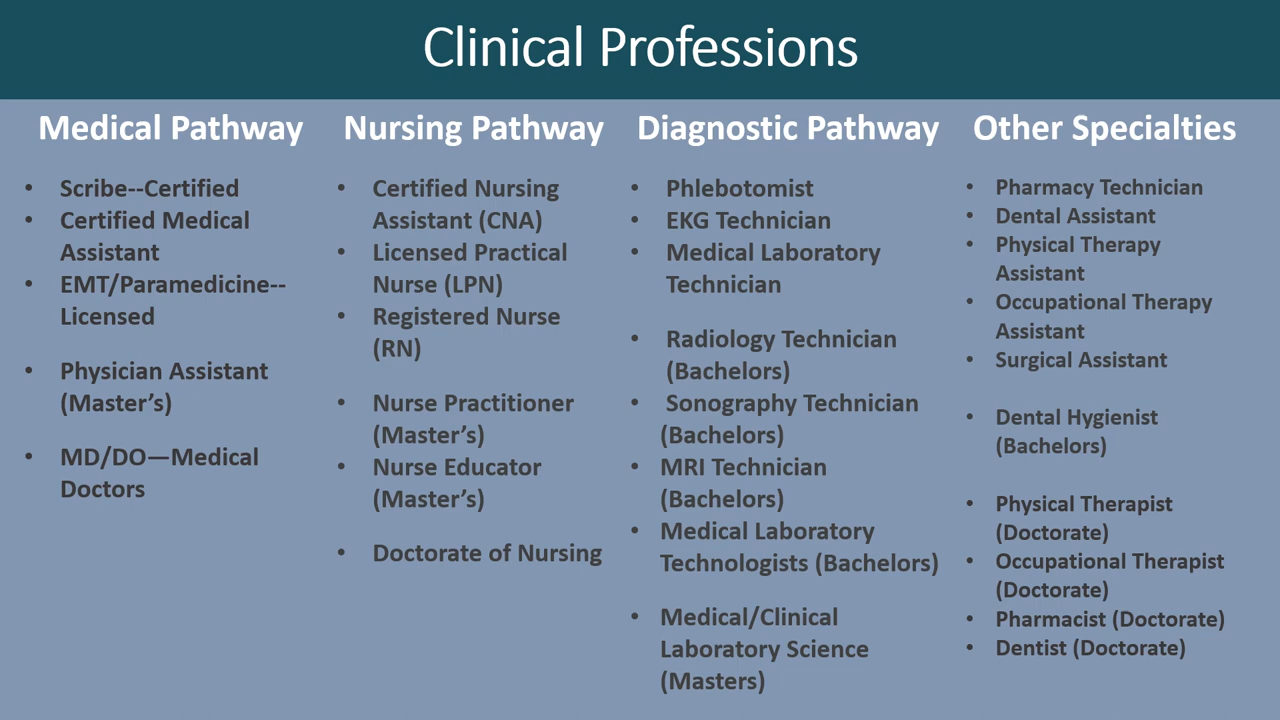 Clinical Professions
Medical Pathway
• Scribe--Certified
• Certified Medical
Assistant
• EMT/Paramedicine--
Licensed
• Physician Assistant
(Master’s)
• MD/DO—Medical
Doctors
Nursing Pathway
• Certified Nursing
Assistant (CNA)
• Licensed Practical
Nurse (LPN)
• Registered Nurse
(RN)
• Nurse Practitioner
(Master’s)
• Nurse Educator
(Master’s)
• Doctorate of Nursing
Diagnostic Pathway
• Phlebotomist
• EKG Technician
• Medical Laboratory
Technician
• Radiology Technician
(Bachelors)
• Sonography Technician
(Bachelors)
• MRI Technician
(Bachelors)
• Medical Laboratory
Technologists (Bachelors)
• Medical/Clinical
Laboratory Science
(Masters)
Other Specialties
• Pharmacy Technician
• Dental Assistant
• Physical Therapy
Assistant
• Occupational Therapy
Assistant
• Surgical Assistant
• Dental Hygienist
(Bachelors)
• Physical Therapist
(Doctorate)
• Occupational Therapist
(Doctorate)
• Pharmacist (Doctorate)
• Dentist (Doctorate)